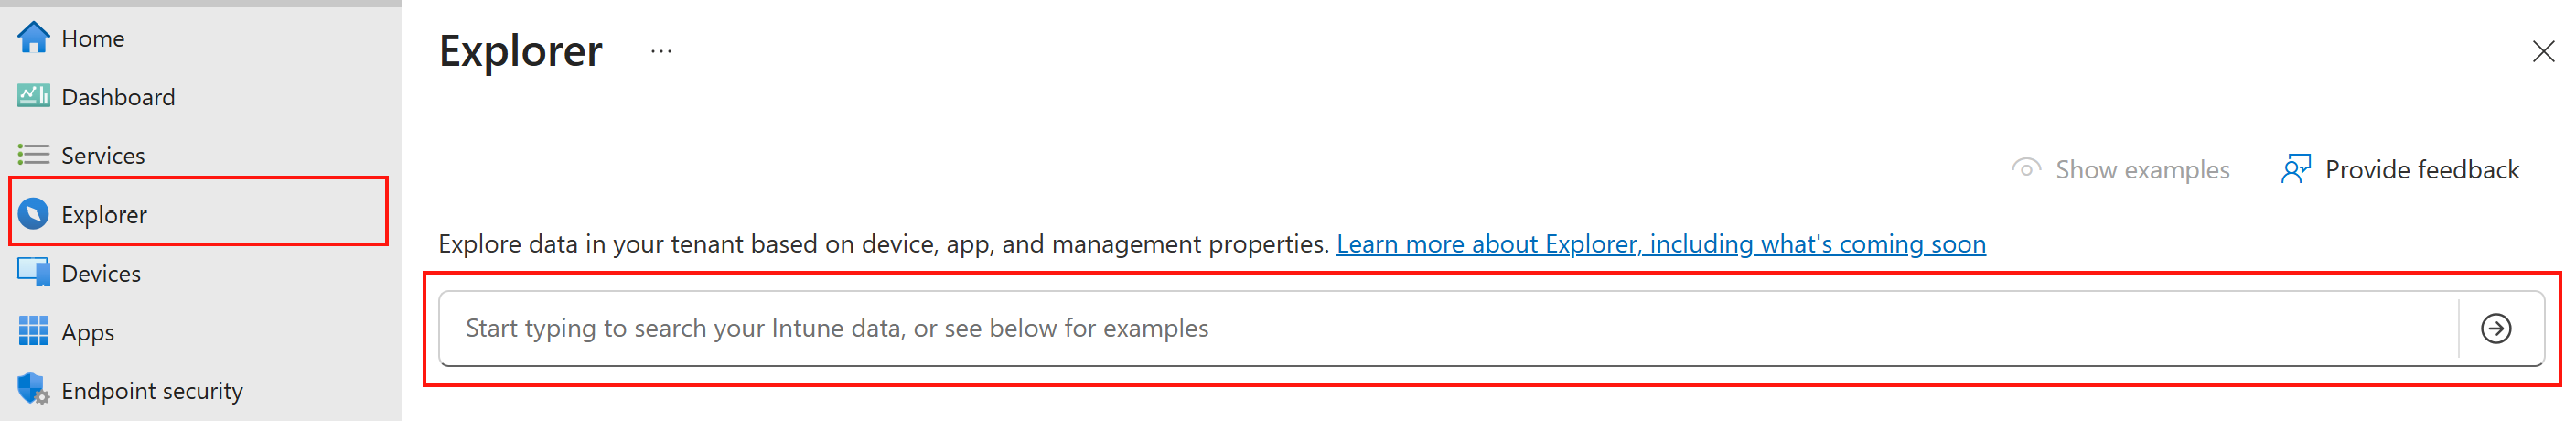 Home
Dashboard
Services
Explorer
Devices
Apps
Endpoint security
Explorer ...
Show examples
Provide feedback
Explore data in your tenant based on device, app, and management properties. Learn more about Explorer, including what's coming soon
Start typing to search your Intune data, or see below for examples